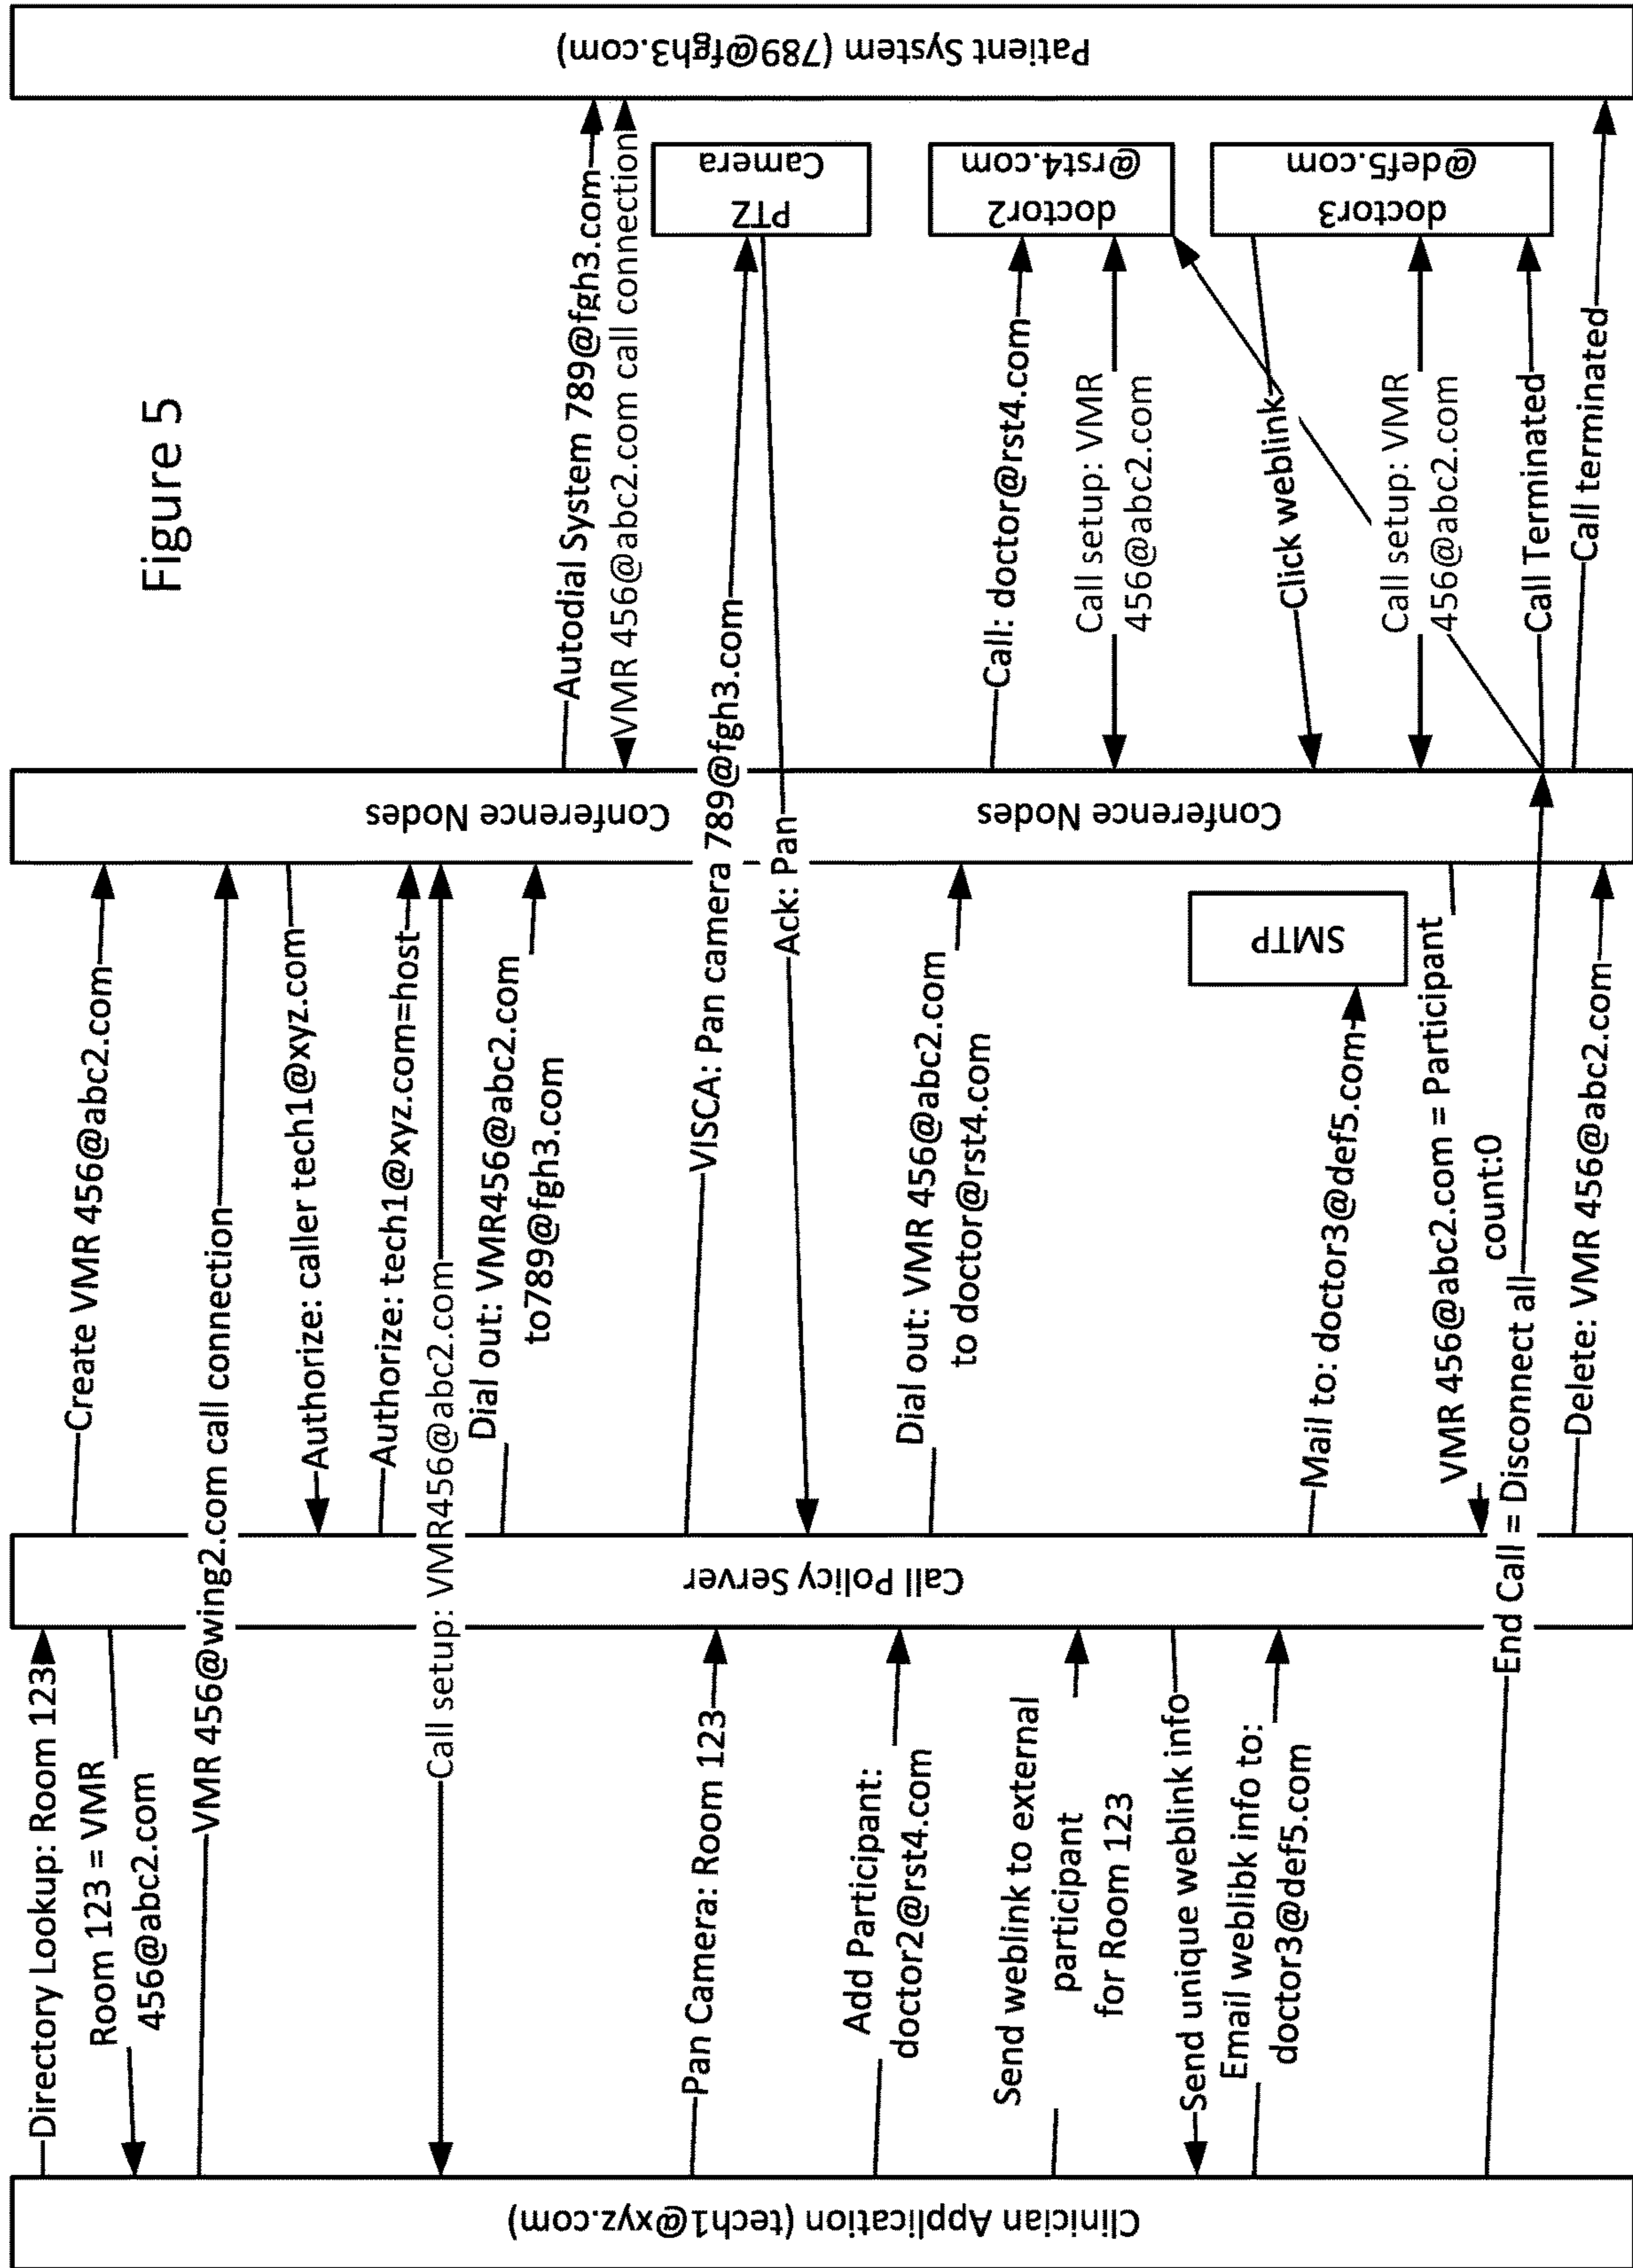 Figure 5
Clinician Application (tech1@xyz.com)
Call Policy Server
Conference Nodes
Conference Nodes
Patient System (789@fgh3.com)
Directory Lookup: Room 123
Room 123 = VMR
456@abc2.com
Create VMR 456@abc2.com
VMR 456@wing2.com call connection
Authorize: caller tech1@xyz.com
Authorize: tech1@xyz.com=host
Call setup: VMR456@abc2.com
Dial out: VMR456@abc2.com
to789@fgh3.com
Autodial System 789@fgh3.com
VMR 456@abc2.com call connection
Pan Camera: Room 123
VISCA: Pan camera 789@fgh3.com
PTZ
Camera
Ack: Pan
Add Participant:
doctor2@rst4.com
Dial out: VMR 456@abc2.com
to doctor@rst4.com
Call: doctor@rst4.com
doctor2
@rst4.com
Call setup: VMR
456@abc2.com
Send weblink to external
participant
for Room 123
Send unique weblink info
Email weblibk info to:
doctor3@def5.com
Mail to: doctor3@def5.com
SMTP
doctor3
@def5.com
Click weblink
Call setup: VMR
456@abc2.com
VMR 456@abc2.com = Participant
count:0
End Call = Disconnect all
Call Terminated
Call terminated
Delete: VMR 456@abc2.com